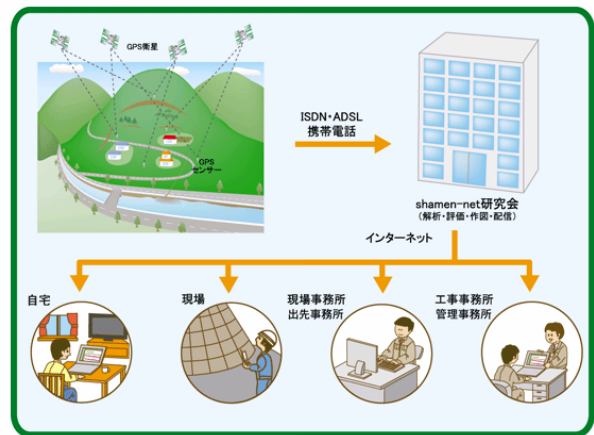 GPS衛星
GPS
センサー
ISDN・ADSL
携帯電話
shamen-net研究会
(解析・評価・作図・配信)
インターネット
自宅
現場
現場事務所
出先事務所
工事事務所
管理事務所